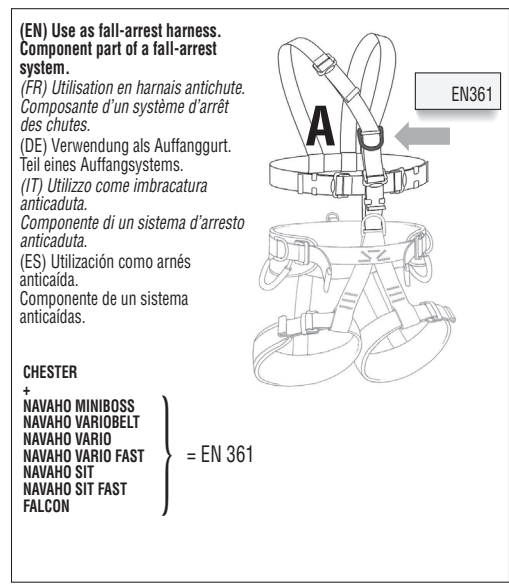 (EN) Use as fall-arrest harness.
Component part of a fall-arrest
system.
(FR) Utilisation en harnais antichute.
Composante d'un système d'arrêt
des chutes.
(DE) Verwendung als Auffanggurt.
Teil eines Auffangsystems.
(IT) Utilizzo come imbracatura
anticaduta.
Componente di un sistema d'arresto
anticaduta.
(ES) Utilización como arnés
anticaída.
Componente de un sistema
anticaídas.
A
EN361
CHESTER
+
NAVAHO MINIBOSS
NAVAHO VARIOBELT
NAVAHO VARIO
NAVAHO VARIO FAST
NAVAHO SIT
NAVAHO SIT FAST
FALCON
= EN 361